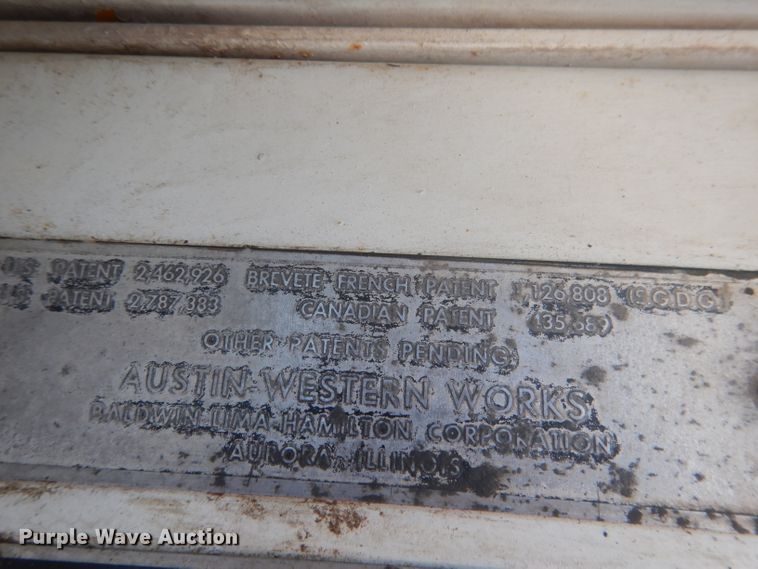 U.S. PATENT 2,462,926 BREVETE FRENCH PATENT 1,126,808 (S.G.D.G.)
U.S. PATENT 2,787,383 CANADIAN PATENT
OTHER PATENTS PENDING
AUSTIN-WESTERN WORKS
BALDWIN-LIMA-HAMILTON CORPORATION
AURORA, ILLINOIS
Purple Wave Auction®